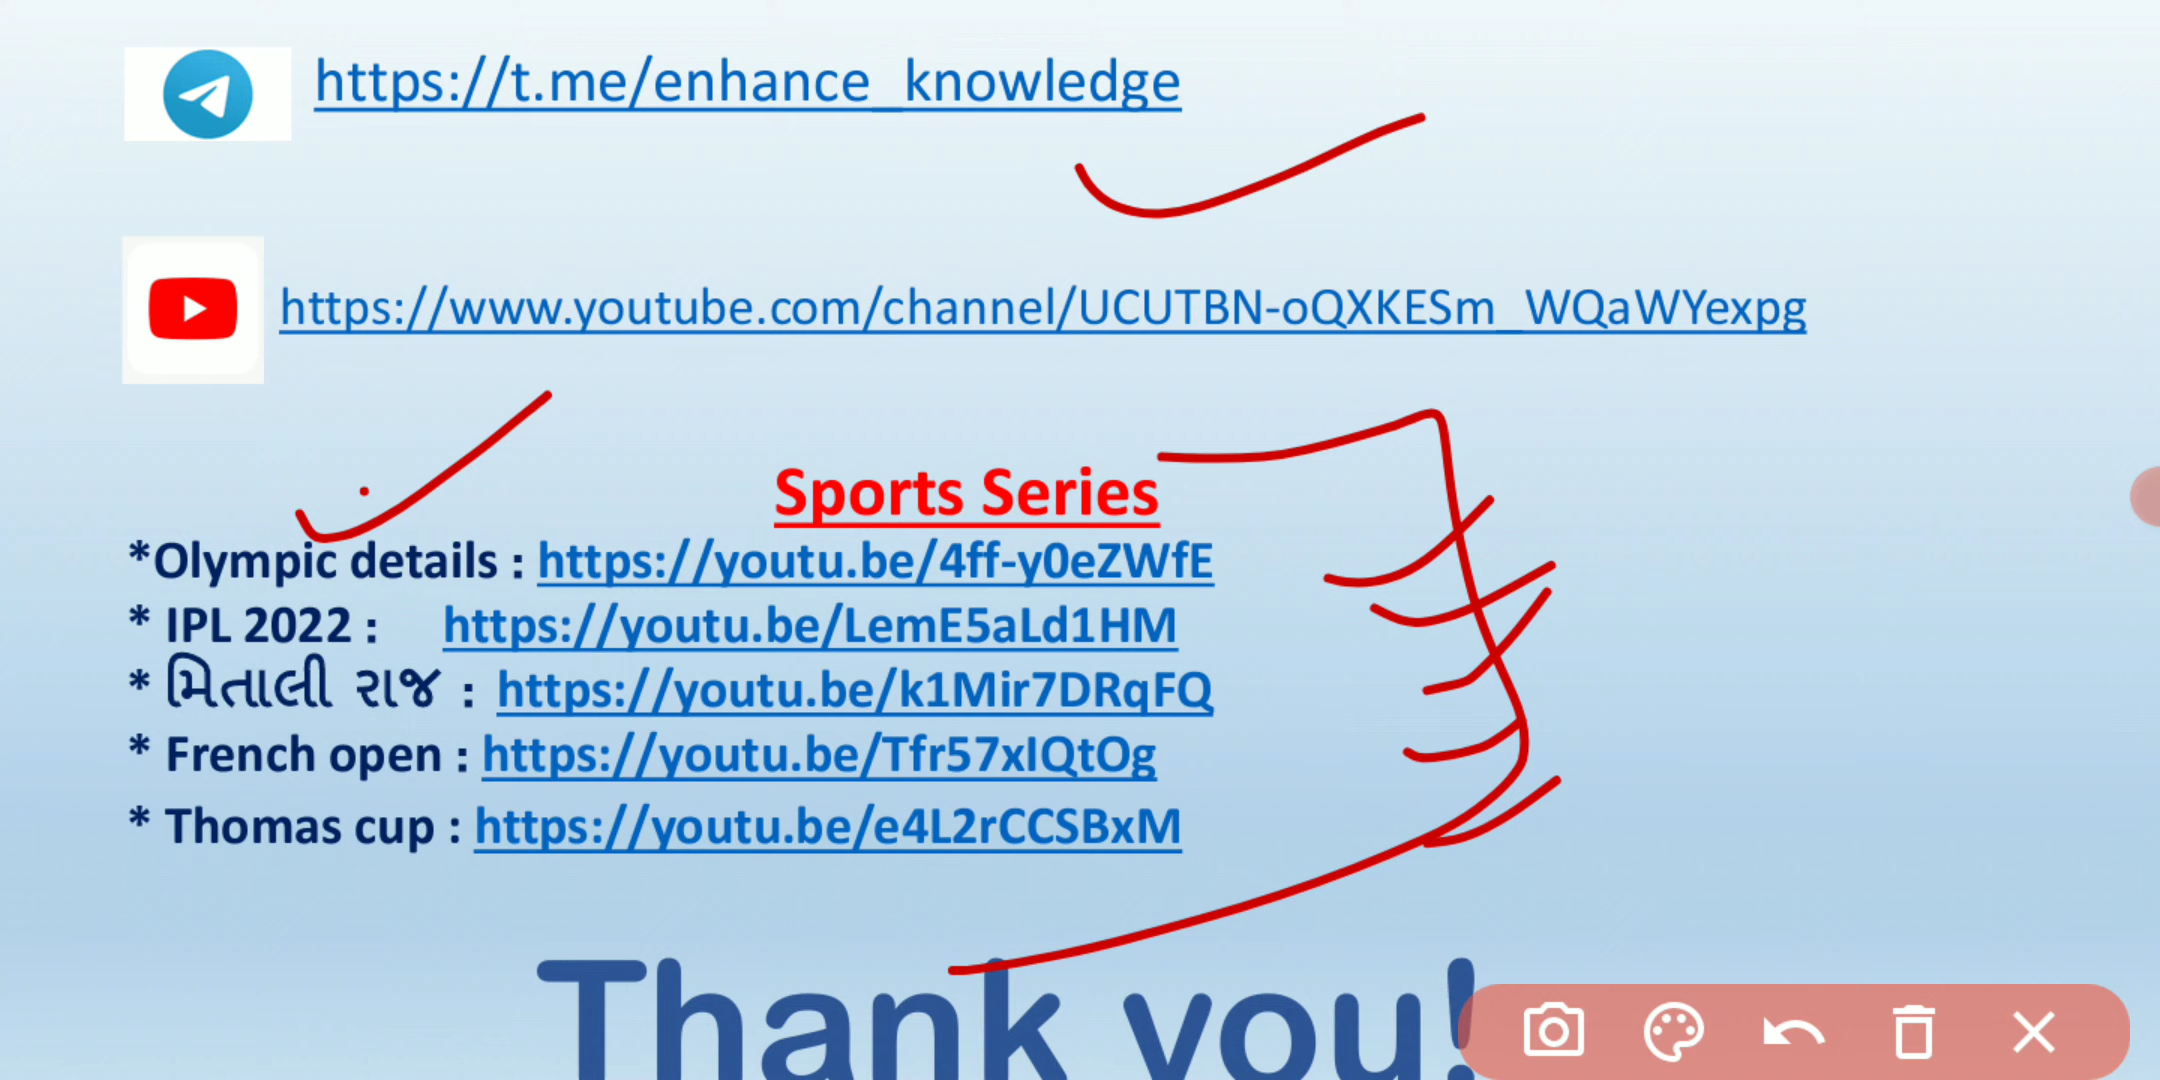 https://t.me/enhance_knowledge
https://www.youtube.com/channel/UCUTBN-oQXKESm_WQaWYexpg
Sports Series
*Olympic details : https://youtu.be/4ff-y0eZWfE
* IPL 2022 : https://youtu.be/LemE5aLd1HM
* મિતાલી રાજ : https://youtu.be/k1Mir7DRqFQ
* French open : https://youtu.be/Tfr57xIQtOg
* Thomas cup : https://youtu.be/e4L2rCCSBxM
Thank you!